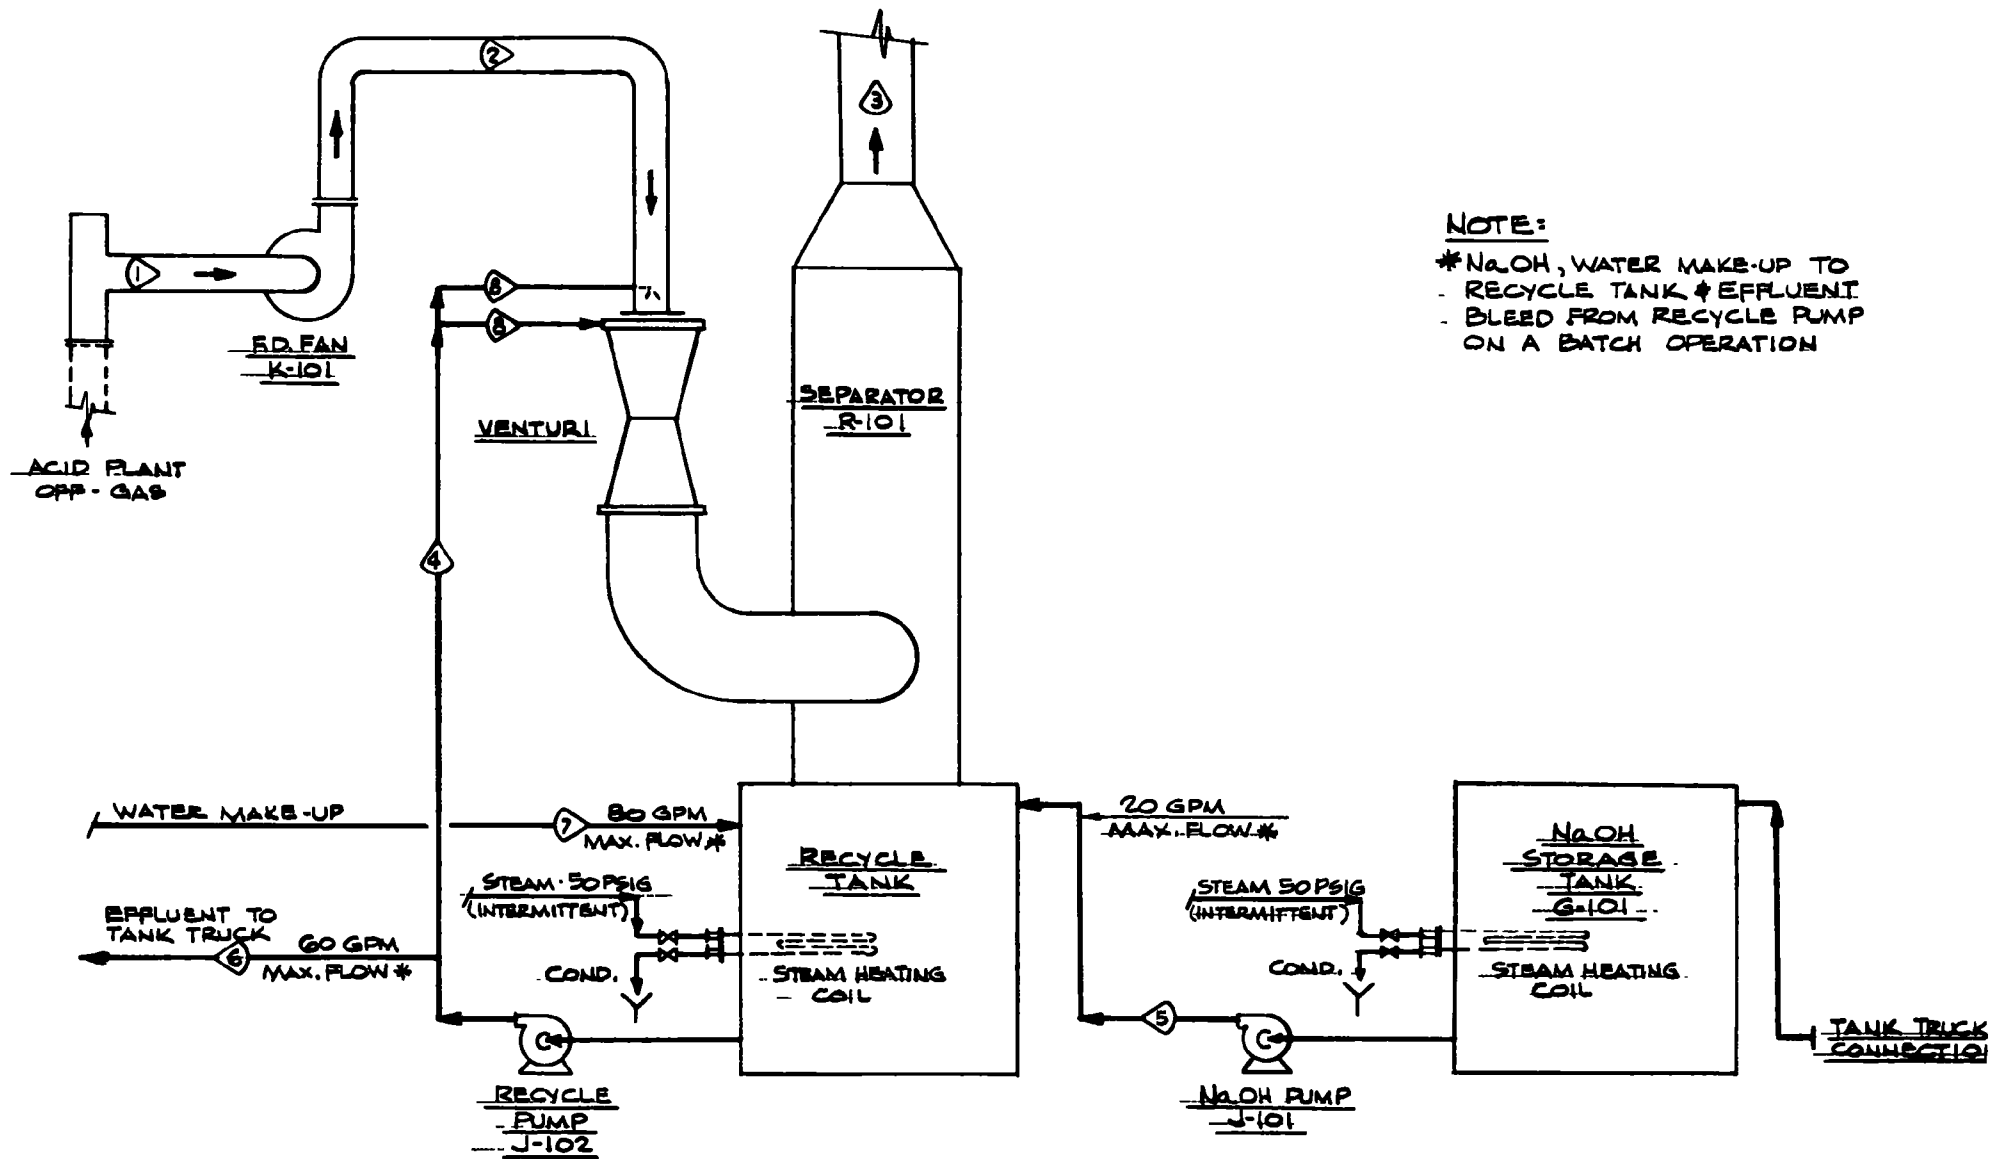 2
3
1
NOTE:
* NaOH, WATER MAKE-UP TO
RECYCLE TANK & EFFLUENT
BLEED FROM RECYCLE PUMP
ON A BATCH OPERATION
8
8
F.D. FAN
K-101
VENTURI
SEPARATOR
R-101
ACID PLANT
OFF-GAS
4
WATER MAKE-UP
7
80 GPM
MAX. FLOW *
20 GPM
MAX. FLOW *
RECYCLE
TANK
NaOH
STORAGE
TANK
G-101
STEAM 50 PSIG
(INTERMITTENT)
STEAM 50 PSIG
(INTERMITTENT)
EFFLUENT TO
TANK TRUCK
6
60 GPM
MAX. FLOW *
COND.
STEAM HEATING
COIL
COND.
STEAM HEATING
COIL
5
TANK TRUCK
CONNECTIO
RECYCLE
PUMP
J-102
NaOH PUMP
J-101